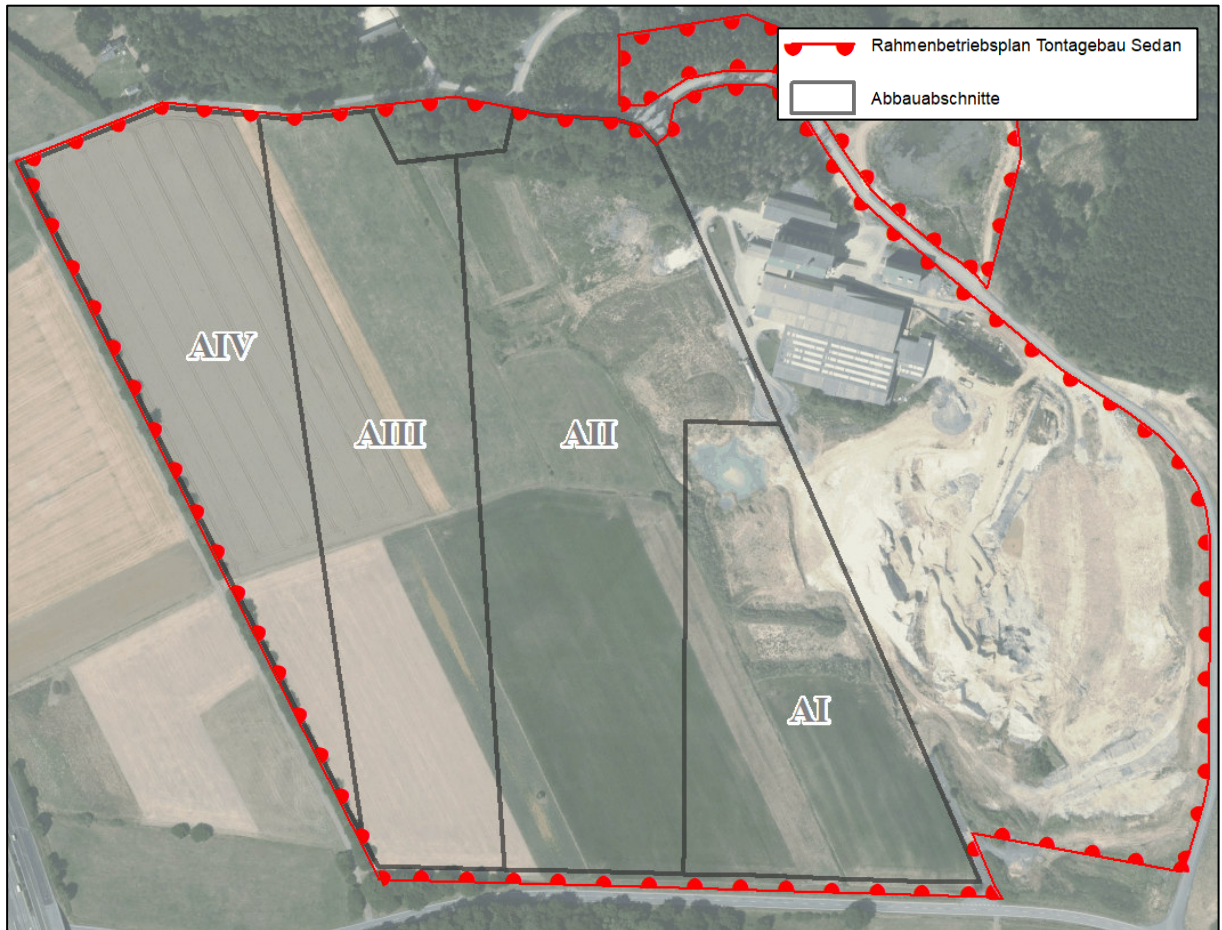 Rahmenbetriebsplan Tontagebau Sedan
Abbauabschnitte
AIV
AIII
AII
AI